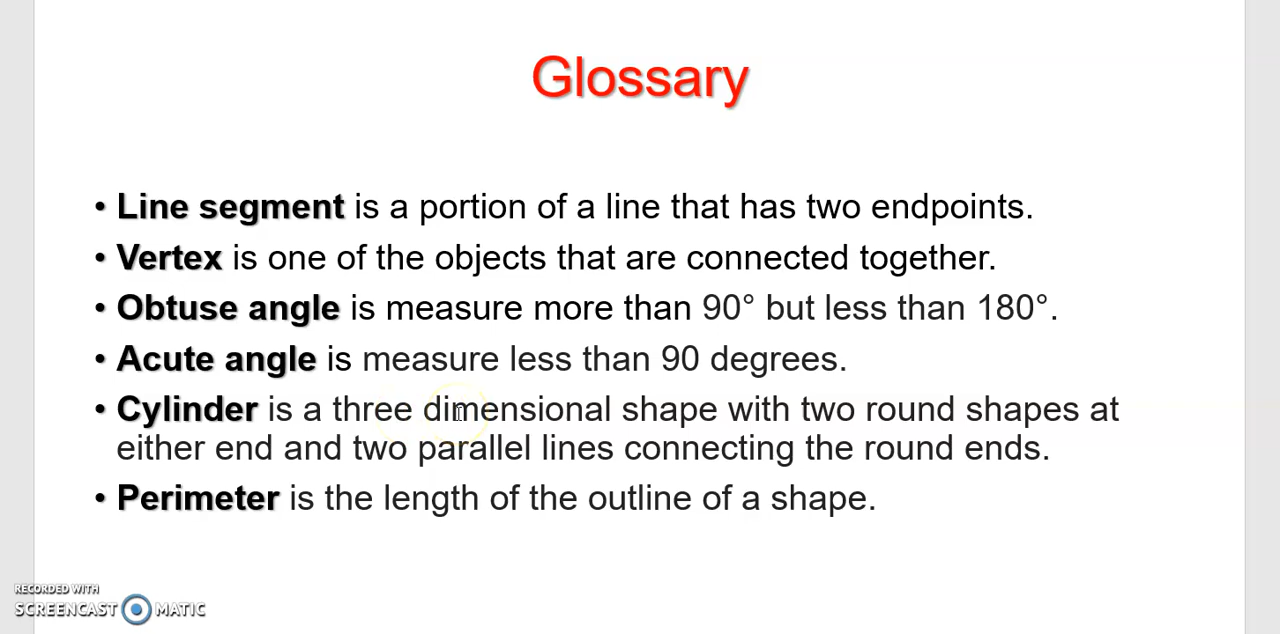 Glossary
• Line segment is a portion of a line that has two endpoints.
• Vertex is one of the objects that are connected together.
• Obtuse angle is measure more than 90° but less than 180°.
• Acute angle is measure less than 90 degrees.
• Cylinder is a three dimensional shape with two round shapes at
either end and two parallel lines connecting the round ends.
• Perimeter is the length of the outline of a shape.
RECORDED WITH
SCREENCAST MATIC